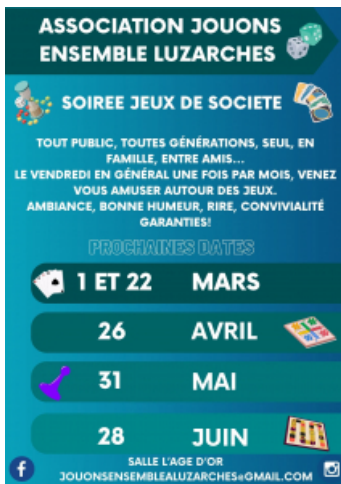 ASSOCIATION JOUONS
ENSEMBLE LUZARCHES
SOIREE JEUX DE SOCIETE
TOUT PUBLIC, TOUTES GÉNÉRATIONS, SEUL, EN
FAMILLE, ENTRE AMIS...
LE VENDREDI EN GÉNÉRAL UNE FOIS PAR MOIS, VENEZ
VOUS AMUSER AUTOUR DES JEUX.
AMBIANCE, BONNE HUMEUR, RIRE, CONVIVIALITÉ
GARANTIES!
PROCHAINES DATES
1 ET 22 MARS
26 AVRIL
31 MAI
28 JUIN
SALLE L'AGE D'OR
JOUONSENSEMBLEALUZARCHES@GMAIL.COM